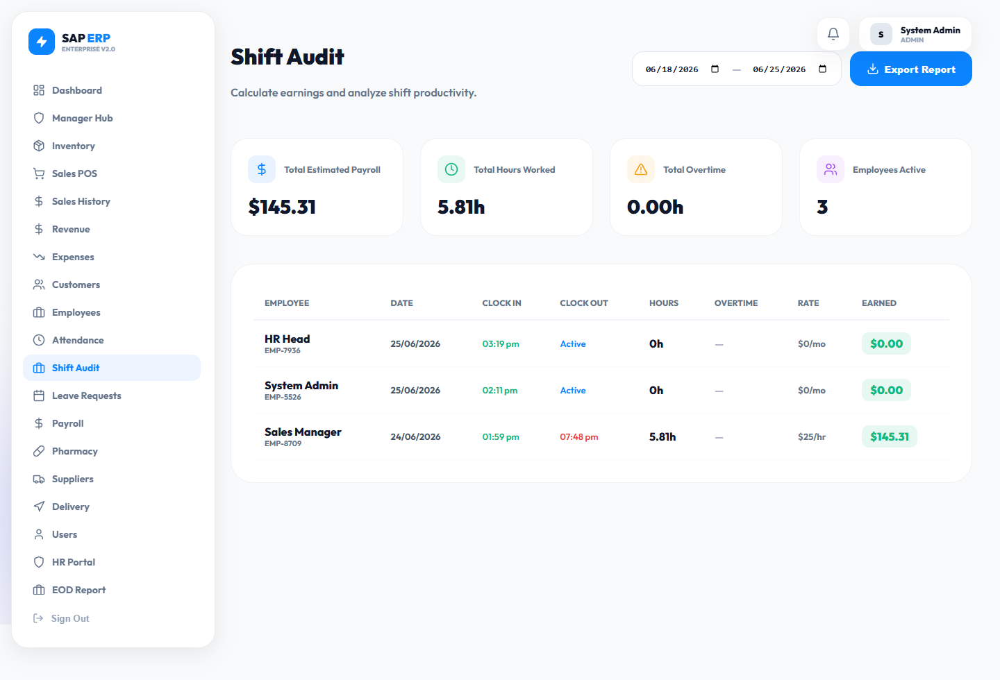 SAP ERP
ENTERPRISE V2.0
Dashboard
Manager Hub
Inventory
Sales POS
Sales History
Revenue
Expenses
Customers
Employees
Attendance
Shift Audit
Leave Requests
Payroll
Pharmacy
Suppliers
Delivery
Users
HR Portal
EOD Report
Sign Out
S
System Admin
ADMIN
Shift Audit
Calculate earnings and analyze shift productivity.
06/18/2026 — 06/25/2026
Export Report
Total Estimated Payroll
$145.31
Total Hours Worked
5.81h
Total Overtime
0.00h
Employees Active
3
EMPLOYEE DATE CLOCK IN CLOCK OUT HOURS OVERTIME RATE EARNED
HR Head 25/06/2026 03:19 pm Active 0h — $0/mo $0.00
EMP-7936
System Admin 25/06/2026 02:11 pm Active 0h — $0/mo $0.00
EMP-5526
Sales Manager 24/06/2026 01:59 pm 07:48 pm 5.81h — $25/hr $145.31
EMP-8709